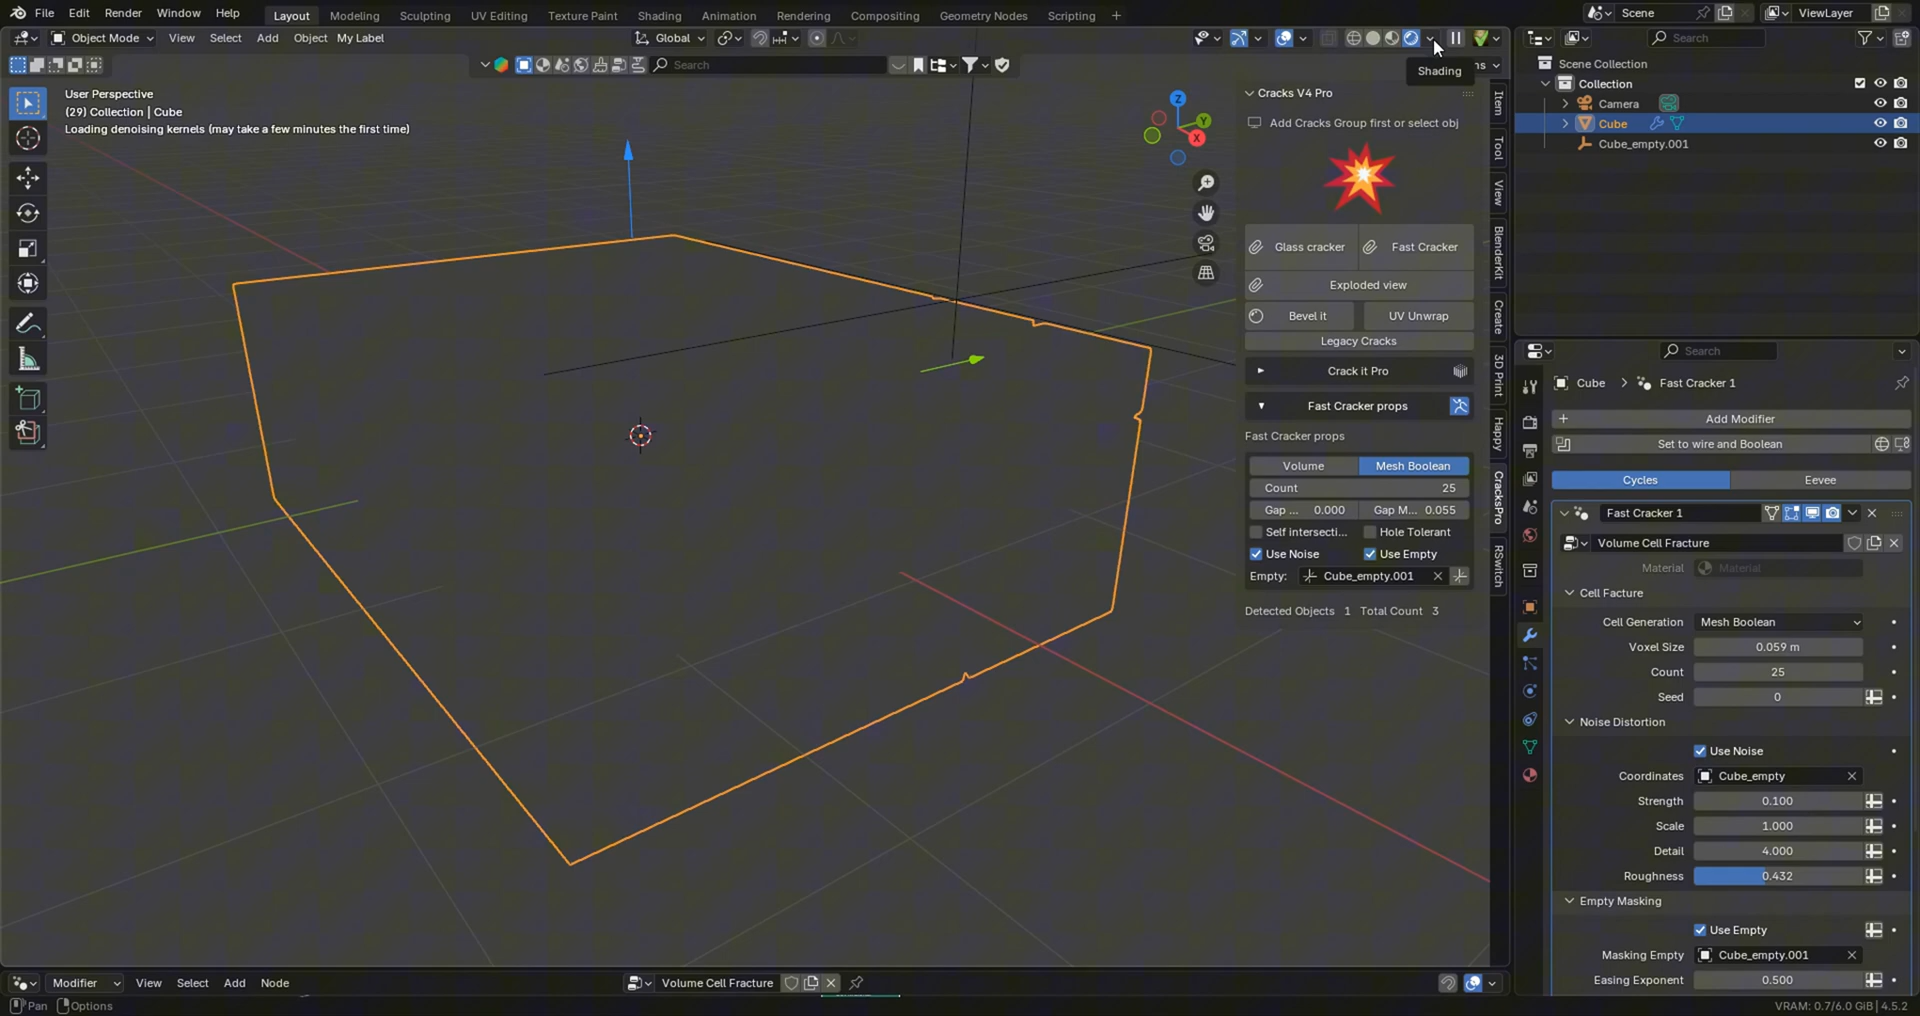 File Edit Render Window Help Layout Modeling Sculpting UV Editing Texture Paint Shading Animation Rendering Compositing Geometry Nodes Scripting + Scene ViewLayer
Object Mode View Select Add Object My Label Global Search
Search ns
Shading
User Perspective
(29) Collection | Cube
Loading denoising kernels (may take a few minutes the first time)
Z
Y
X
Cracks V4 Pro
Add Cracks Group first or select obj
Glass cracker Fast Cracker
Exploded view
Bevel it UV Unwrap
Legacy Cracks
Crack it Pro
Fast Cracker props
Fast Cracker props
Volume Mesh Boolean
Count 25
Gap ... 0.000 Gap M... 0.055
Self intersecti... Hole Tolerant
Use Noise Use Empty
Empty: Cube_empty.001
Detected Objects 1 Total Count 3
Item
Tool
View
BlenderKit
Create
3D Print
Happy
CracksPro
RSwitch
Scene Collection
Collection
Camera
Cube
Cube_empty.001
Search
Cube Fast Cracker 1
Add Modifier
Set to wire and Boolean
Cycles Eevee
Fast Cracker 1
Volume Cell Fracture
Material Material
Cell Facture
Cell Generation Mesh Boolean
Voxel Size 0.059 m
Count 25
Seed 0
Noise Distortion
Use Noise
Coordinates Cube_empty
Strength 0.100
Scale 1.000
Detail 4.000
Roughness 0.432
Empty Masking
Use Empty
Masking Empty Cube_empty.001
Easing Exponent 0.500
Modifier View Select Add Node Volume Cell Fracture
Pan Options VRAM: 0.7/6.0 GiB | 4.5.2